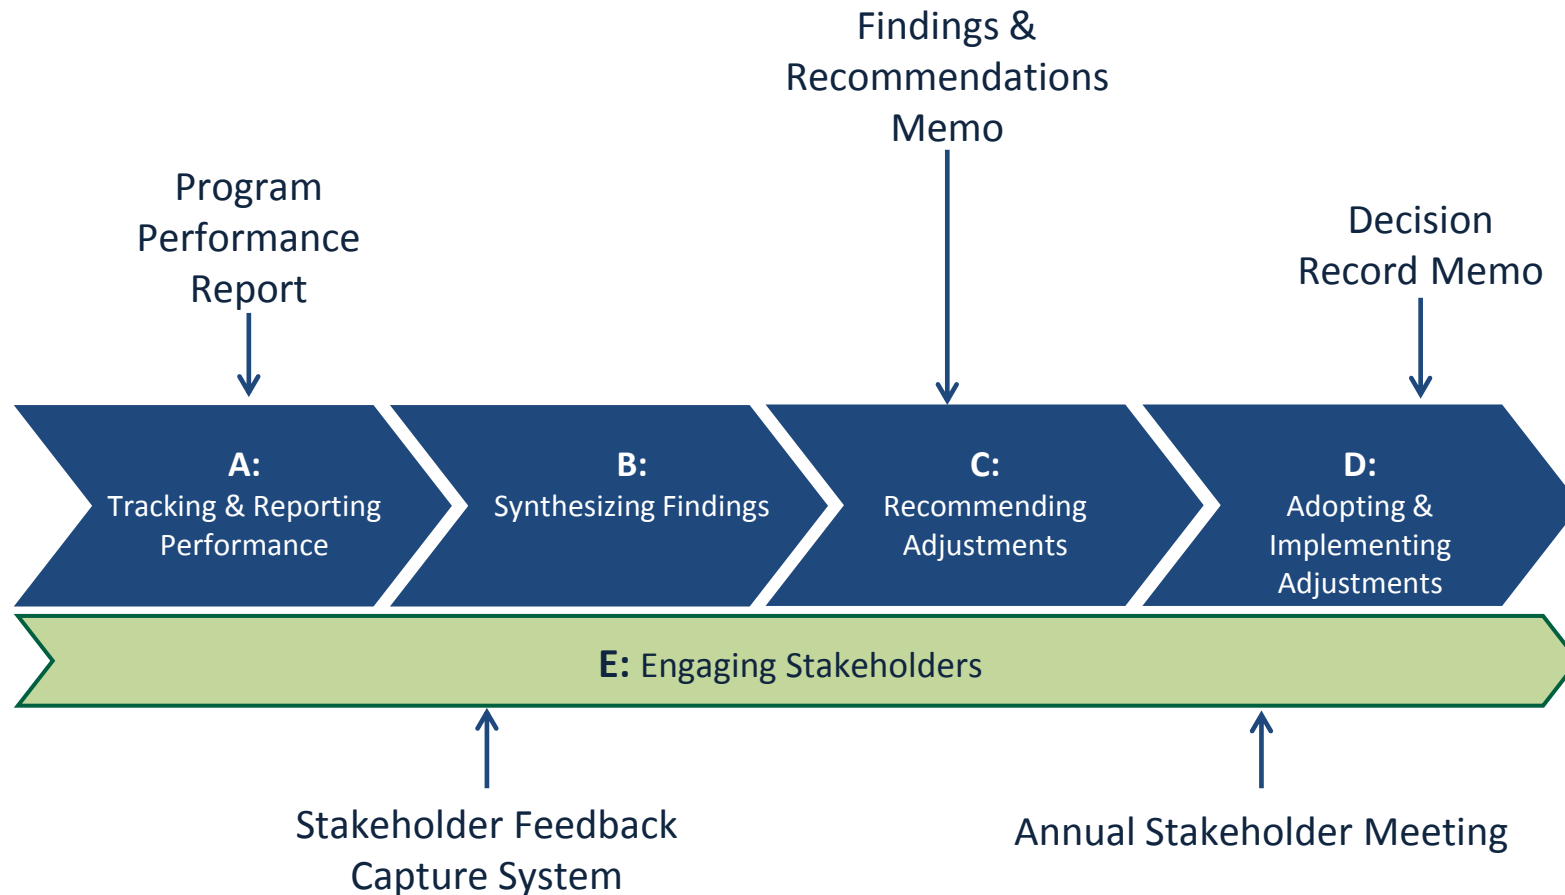 Findings &
Recommendations
Memo
Program
Performance
Report
Decision
Record Memo
A:
Tracking & Reporting
Performance
B:
Synthesizing Findings
C:
Recommending
Adjustments
D:
Adopting &
Implementing
Adjustments
E: Engaging Stakeholders
Stakeholder Feedback
Capture System
Annual Stakeholder Meeting